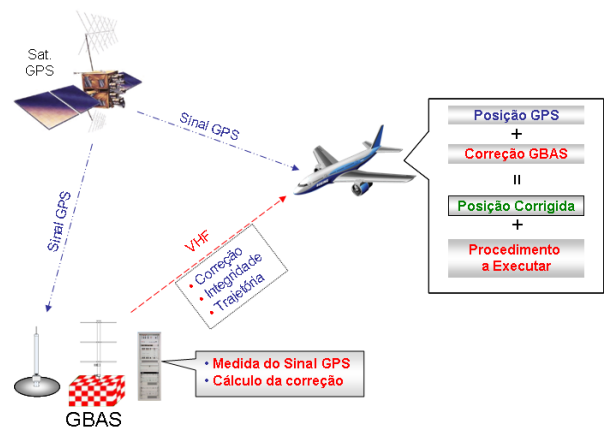 Sat.
GPS
Sinal GPS
Sinal GPS
VHF
• Correção
• Integridade
• Trajetória
GBAS
• Medida do Sinal GPS
• Cálculo da correção
Posição GPS
+
Correção GBAS
=
Posição Corrigida
+
Procedimento
a Executar